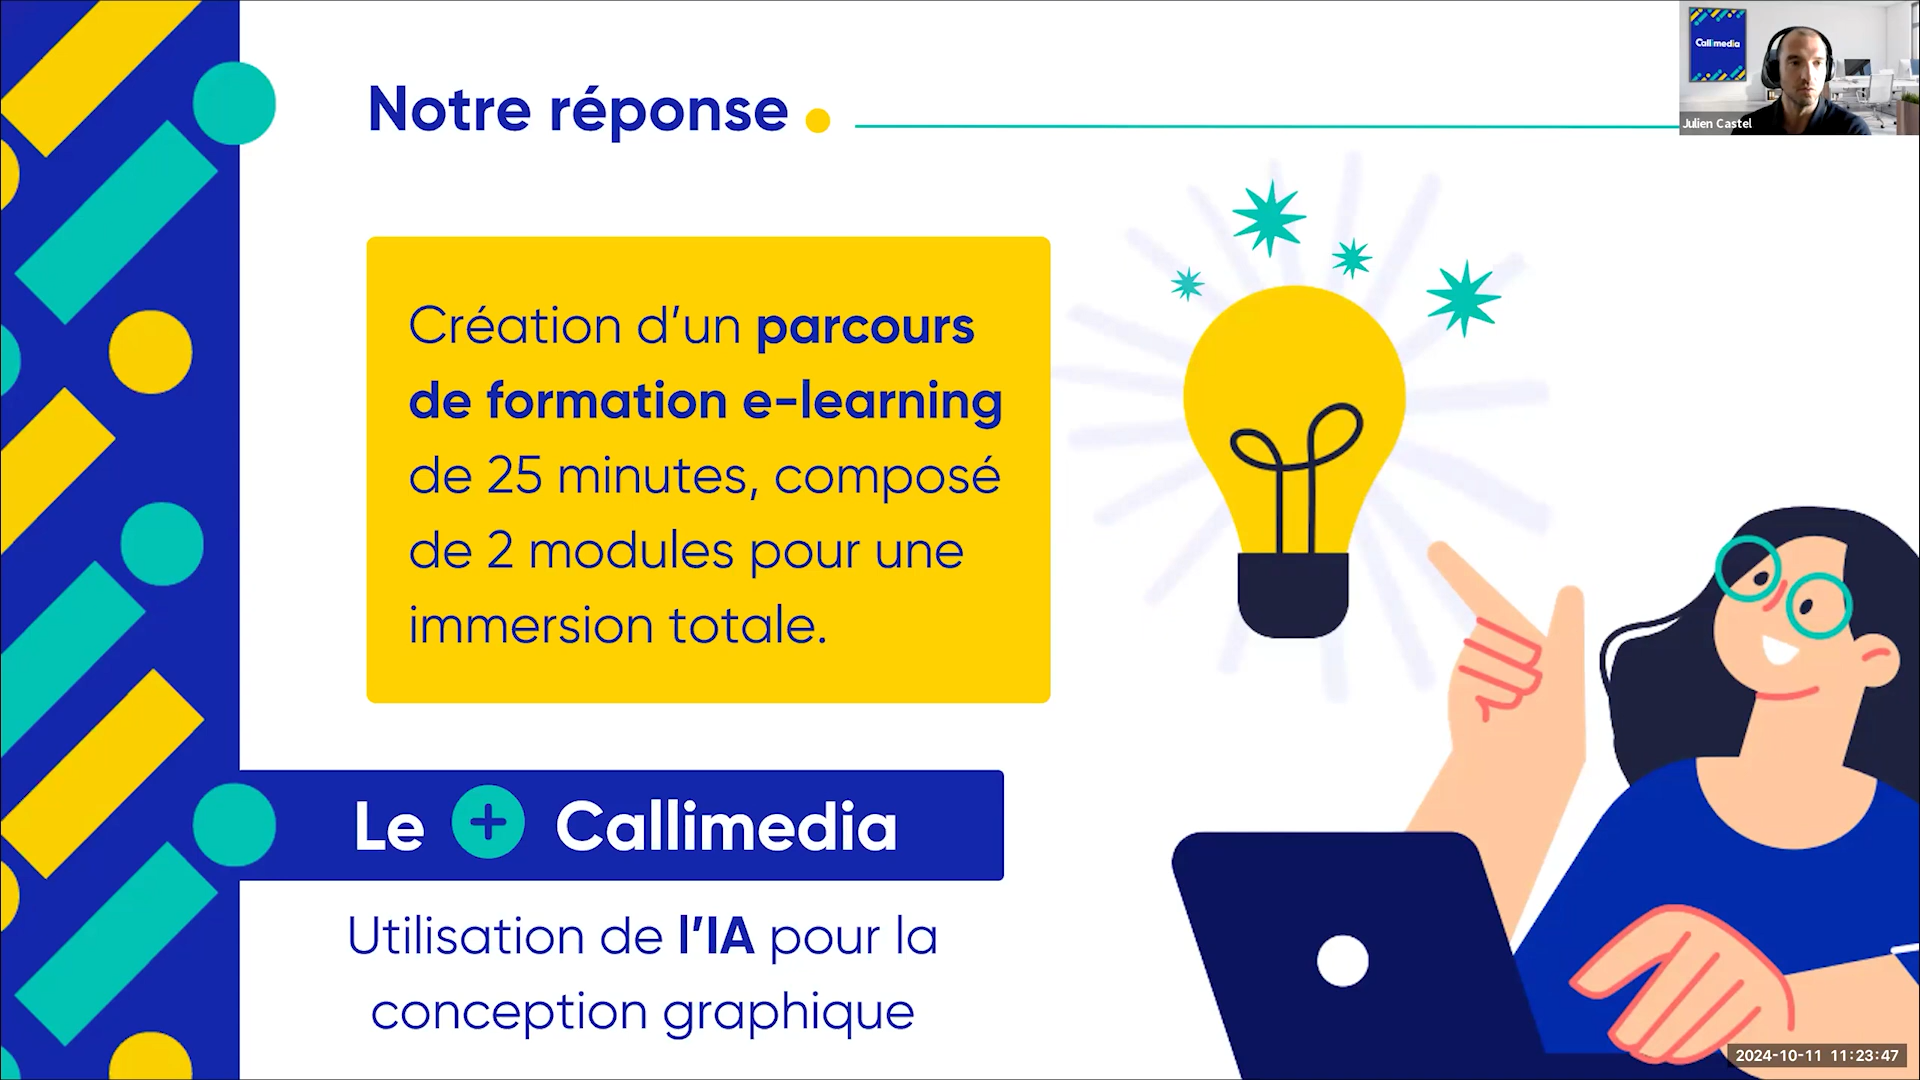 Notre réponse
Callimedia
Julien Castel
Création d’un parcours
de formation e-learning
de 25 minutes, composé
de 2 modules pour une
immersion totale.
Le + Callimedia
Utilisation de l’IA pour la
conception graphique
2024-10-11 11:23:47